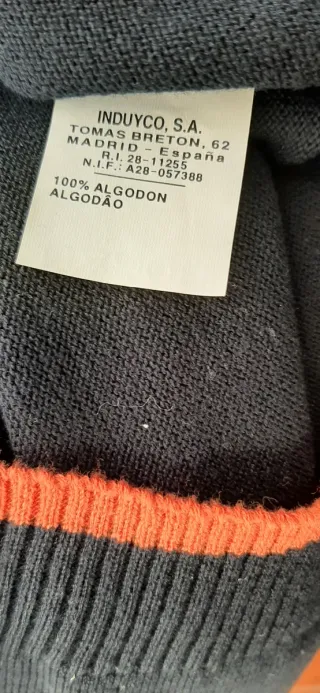 INDUYCO, S.A.
TOMAS BRETON, 62
MADRID - España
R.I. 28-11255
N.I.F.: A28-057388
100% ALGODON
ALGODÃO